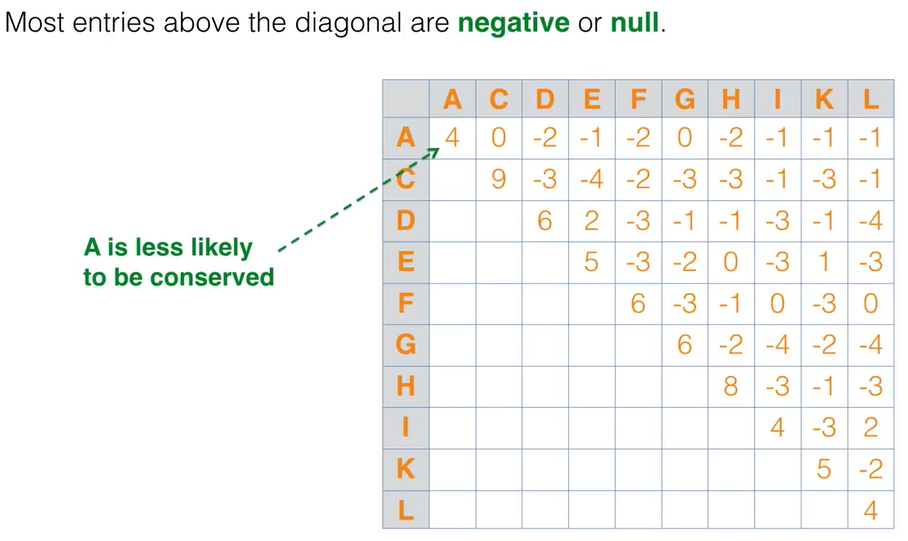 Most entries above the diagonal are negative or null.
A C D E F G H I K L
A 4 0 -2 -1 -2 0 -2 -1 -1 -1
C 9 -3 -4 -2 -3 -3 -1 -3 -1
D 6 2 -3 -1 -1 -3 -1 -4
A is less likely
to be conserved
E 5 -3 -2 0 -3 1 -3
F 6 -3 -1 0 -3 0
G 6 -2 -4 -2 -4
H 8 -3 -1 -3
I 4 -3 2
K 5 -2
L 4